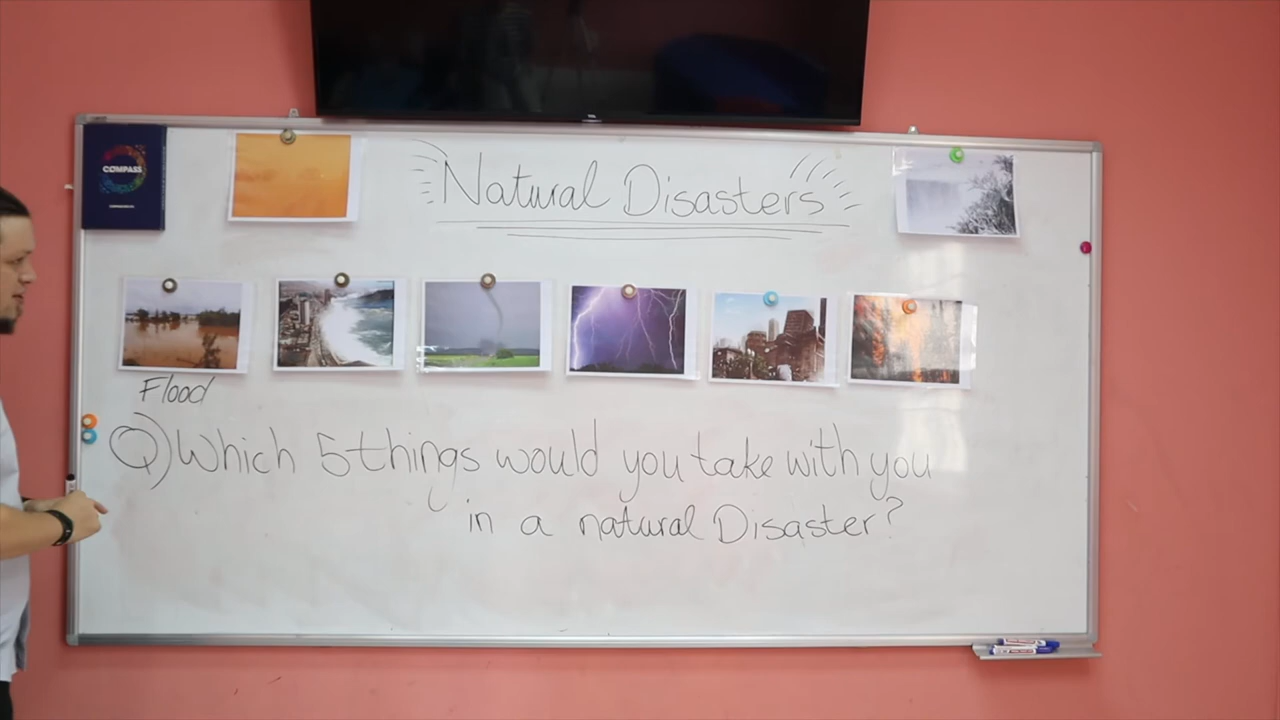 COMPASS
Natural Disasters
Flood
Q) Which 5 things would you take with you
in a natural Disaster?